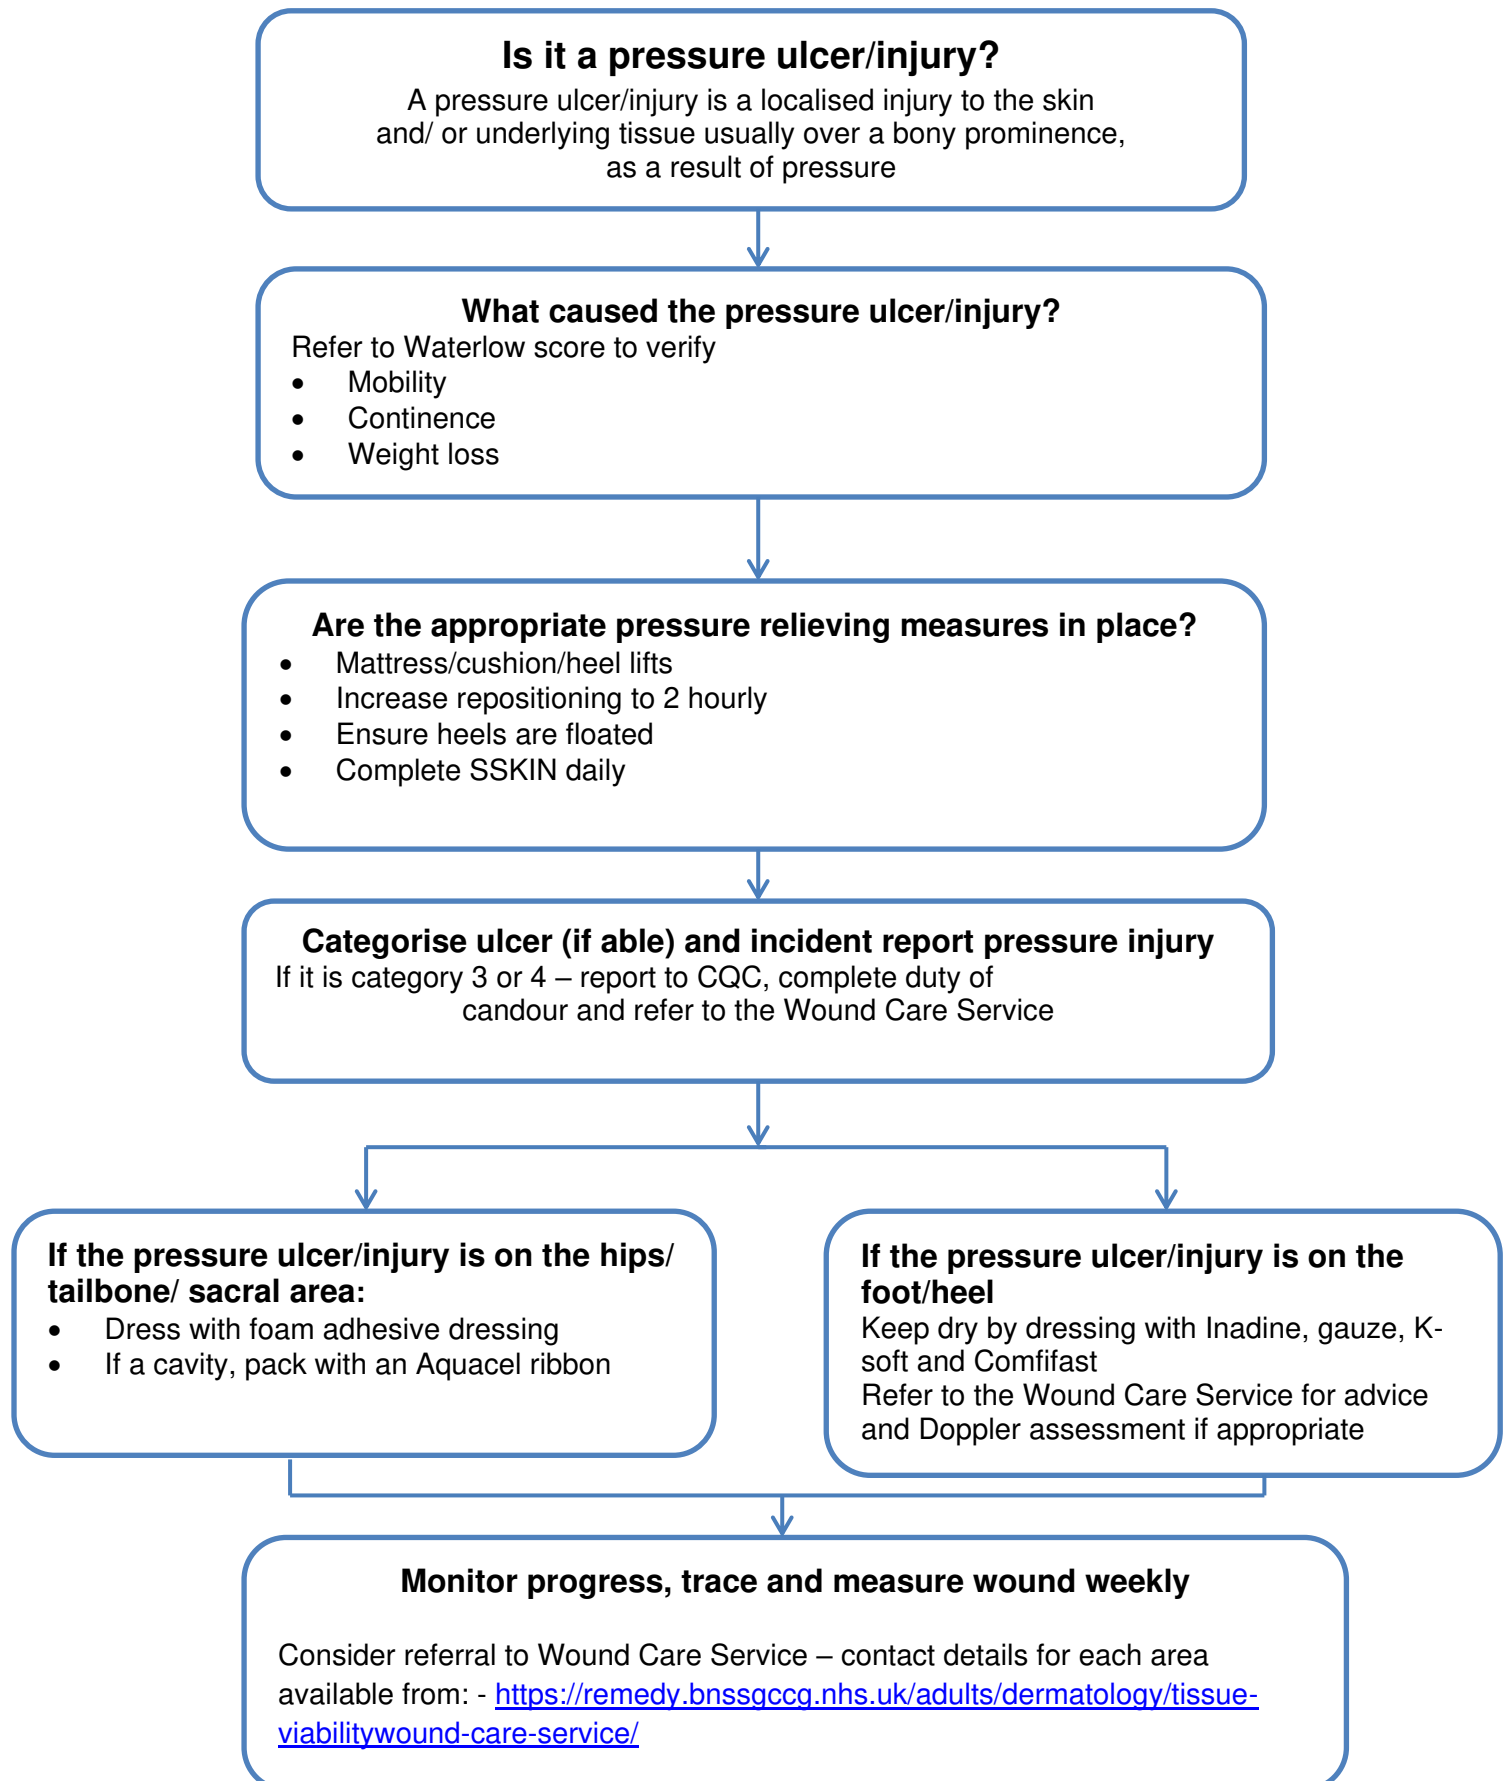 Is it a pressure ulcer/injury?
A pressure ulcer/injury is a localised injury to the skin
and/ or underlying tissue usually over a bony prominence,
as a result of pressure
What caused the pressure ulcer/injury?
Refer to Waterlow score to verify
• Mobility
• Continence
• Weight loss
Are the appropriate pressure relieving measures in place?
• Mattress/cushion/heel lifts
• Increase repositioning to 2 hourly
• Ensure heels are floated
• Complete SSKIN daily
Categorise ulcer (if able) and incident report pressure injury
If it is category 3 or 4 – report to CQC, complete duty of
candour and refer to the Wound Care Service
If the pressure ulcer/injury is on the hips/
tailbone/ sacral area:
• Dress with foam adhesive dressing
• If a cavity, pack with an Aquacel ribbon
If the pressure ulcer/injury is on the
foot/heel
Keep dry by dressing with Inadine, gauze, K-
soft and Comfifast
Refer to the Wound Care Service for advice
and Doppler assessment if appropriate
Monitor progress, trace and measure wound weekly
Consider referral to Wound Care Service – contact details for each area
available from: - https://remedy.bnssgccg.nhs.uk/adults/dermatology/tissue-
viabilitywound-care-service/